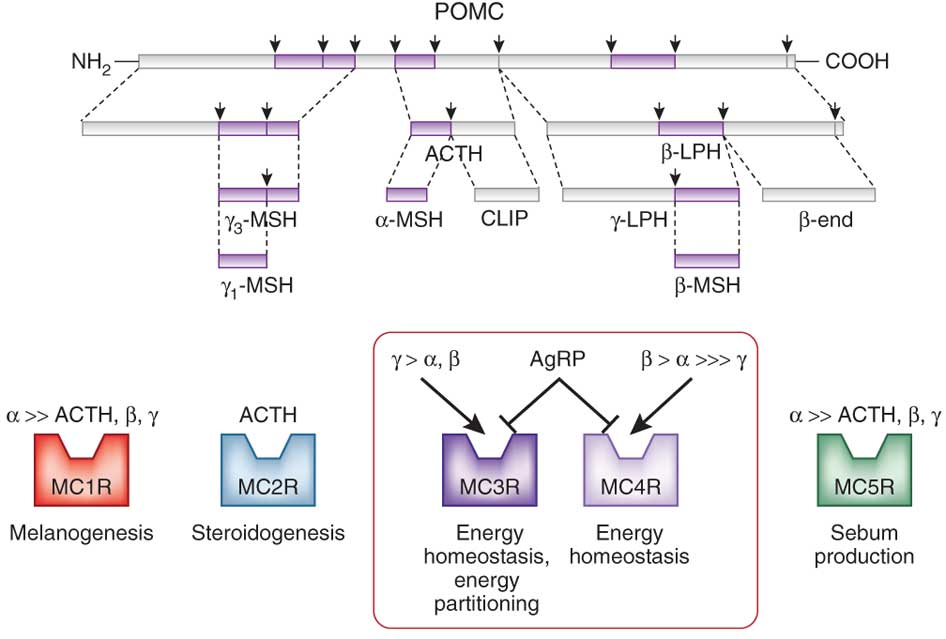 POMC
NH2
COOH
ACTH
β-LPH
γ3-MSH
α-MSH
CLIP
γ-LPH
β-end
γ1-MSH
β-MSH
γ > α, β
AgRP
β > α >>> γ
α >> ACTH, β, γ
ACTH
α >> ACTH, β, γ
MC1R
MC2R
MC3R
MC4R
MC5R
Melanogenesis
Steroidogenesis
Energy
homeostasis,
energy
partitioning
Energy
homeostasis
Sebum
production